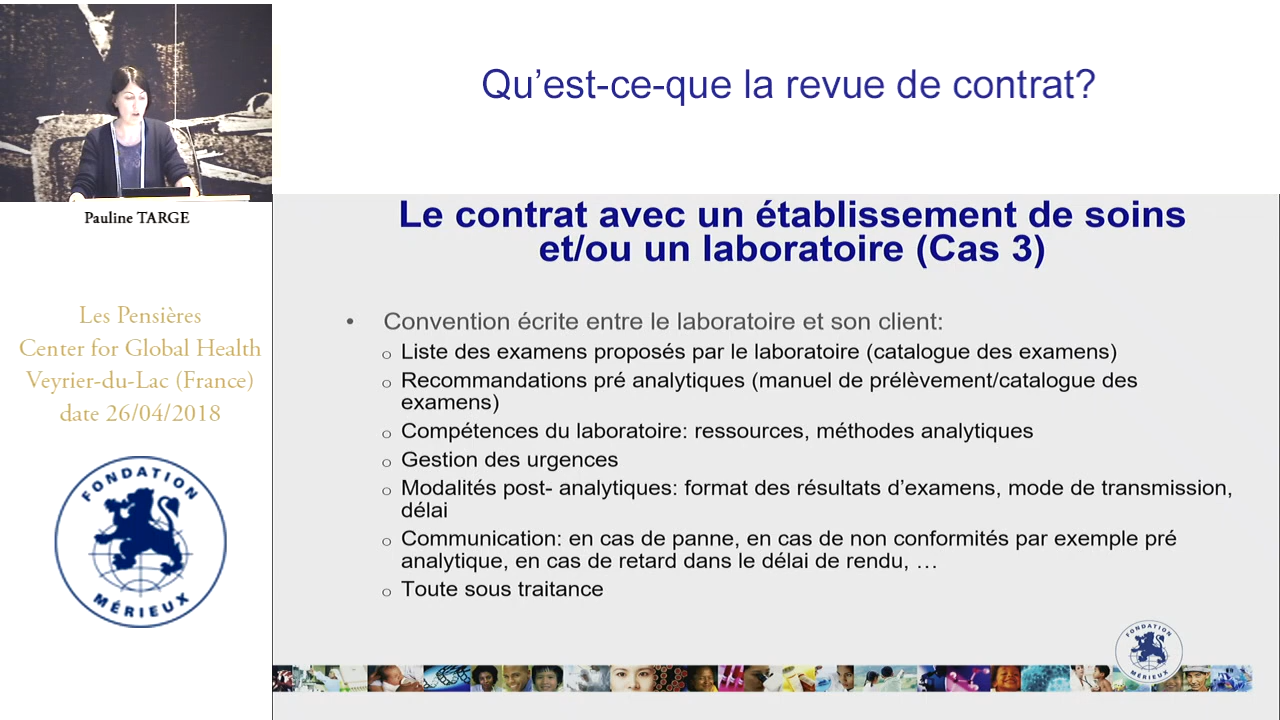 Qu’est-ce-que la revue de contrat?
Pauline TARGE
Les Pensières
Center for Global Health
Veyrier-du-Lac (France)
date 26/04/2018
FONDATION
MÉRIEUX
Le contrat avec un établissement de soins
et/ou un laboratoire (Cas 3)
• Convention écrite entre le laboratoire et son client:
o Liste des examens proposés par le laboratoire (catalogue des examens)
o Recommandations pré analytiques (manuel de prélèvement/catalogue des
examens)
o Compétences du laboratoire: ressources, méthodes analytiques
o Gestion des urgences
o Modalités post- analytiques: format des résultats d’examens, mode de transmission,
délai
o Communication: en cas de panne, en cas de non conformités par exemple pré
analytique, en cas de retard dans le délai de rendu, …
o Toute sous traitance
FONDATION
MÉRIEUX